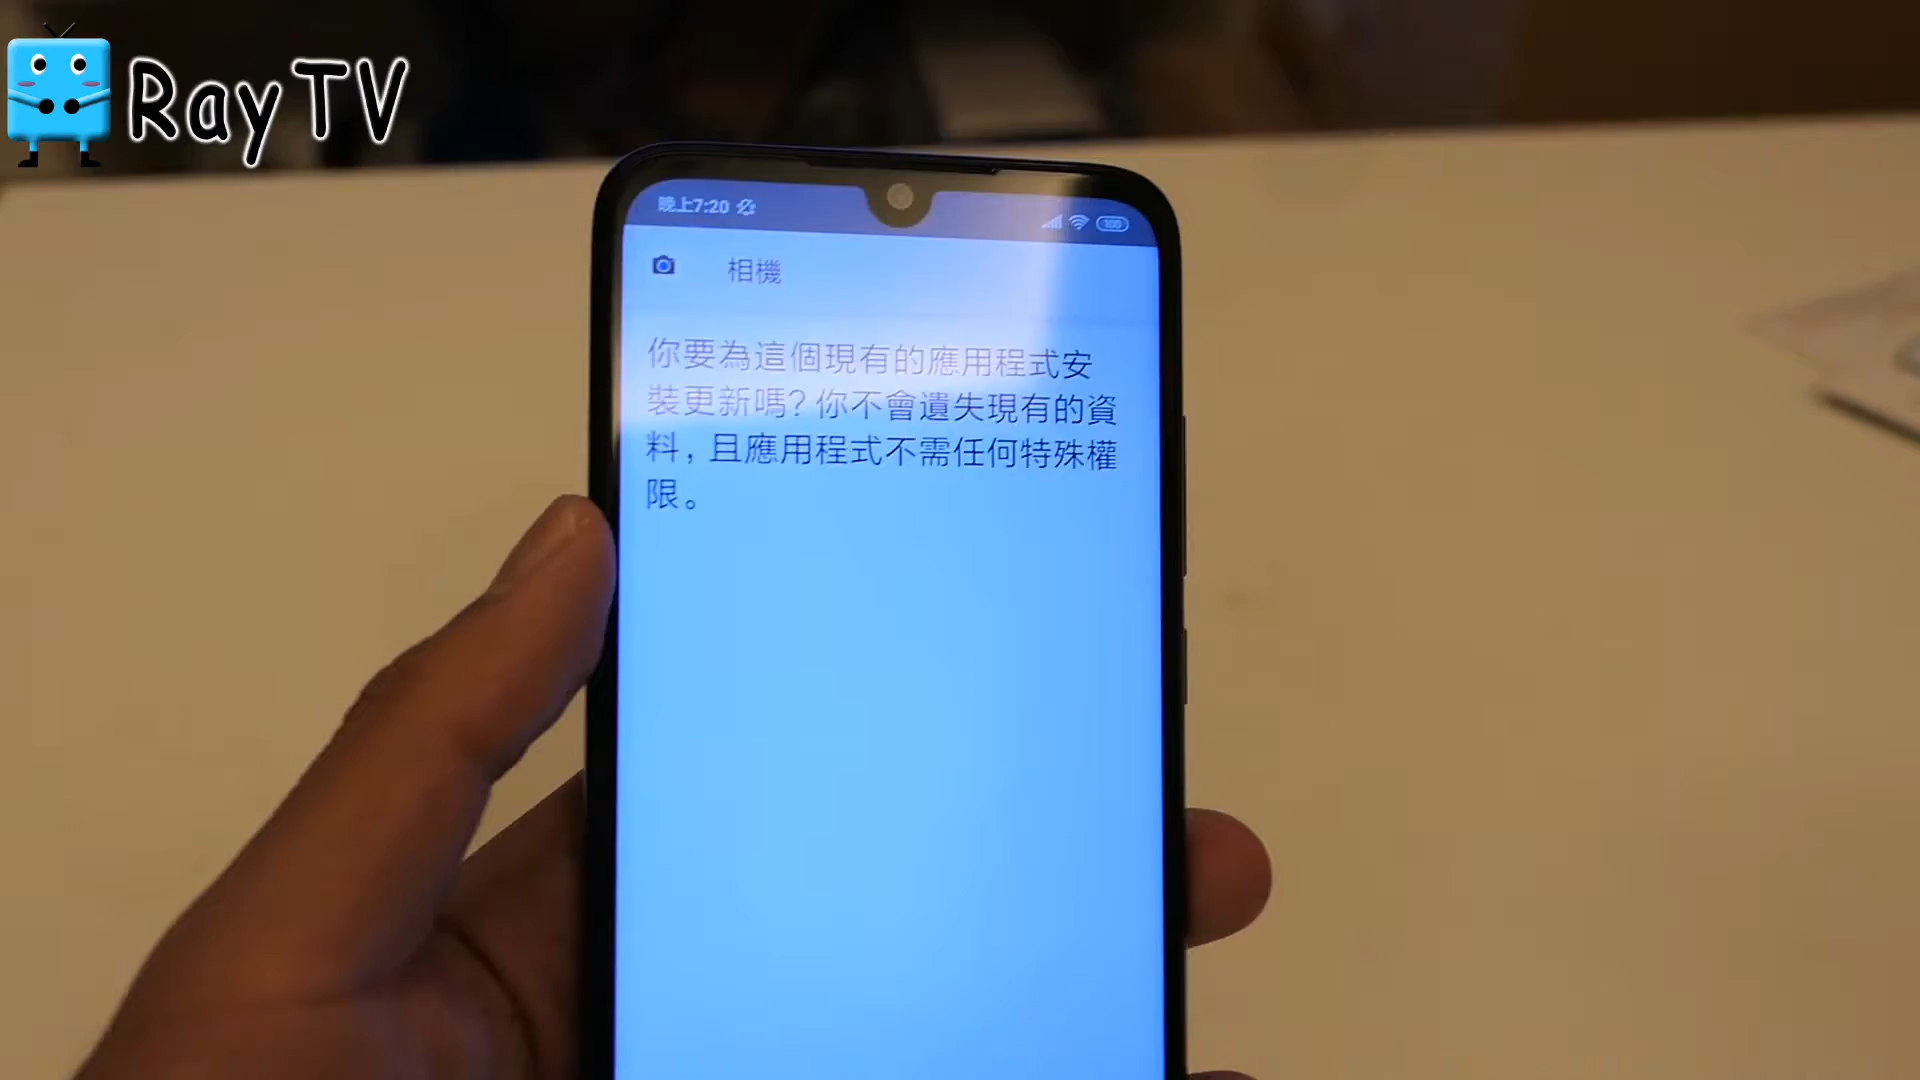 RayTV
晚上7:20
100
相機
你要為這個現有的應用程式安
裝更新嗎？你不會遺失現有的資
料，且應用程式不需任何特殊權
限。